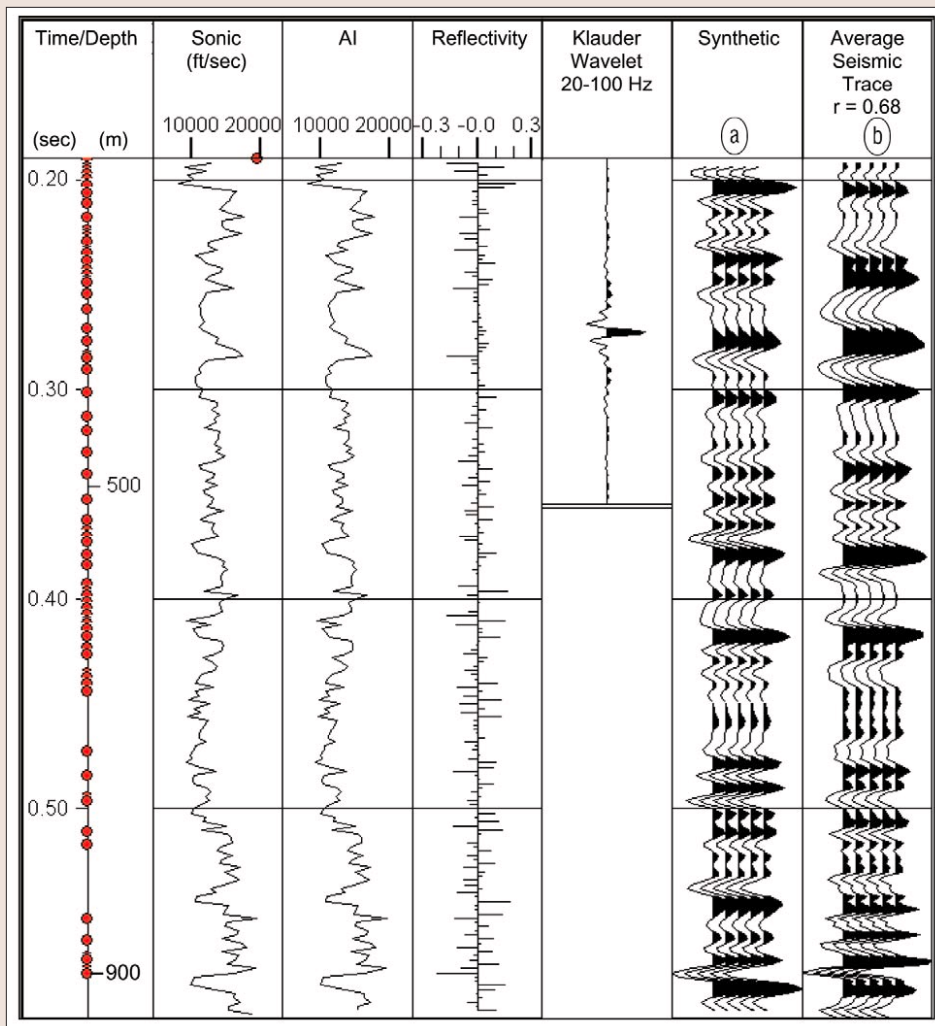 Time/Depth
(sec) (m)
Sonic
(ft/sec)
10000 20000
AI
10000 20000
Reflectivity
-0.3 -0.0 0.3
Klauder
Wavelet
20-100 Hz
Synthetic
a
Average
Seismic
Trace
r = 0.68
b
0.20
0.30
500
0.40
0.50
900